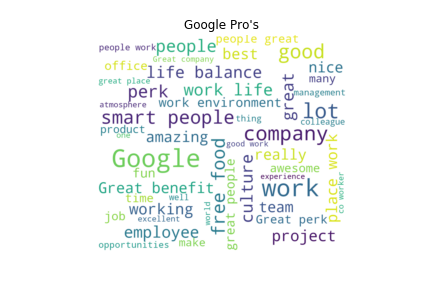 Google Pro's
people work
people
people great
Great company
best
good
office
life balance
nice
many
great place
perk
work life
great
management
atmosphere
work environment
lot
smart people
thing
colleague
product
one
amazing
company
good work
Google
free food
really
place work
fun
great people
culture
awesome
experience
Great benefit
work
co worker
time
well
working
world
team
job
excellent
Great perk
employee
opportunities
make
project